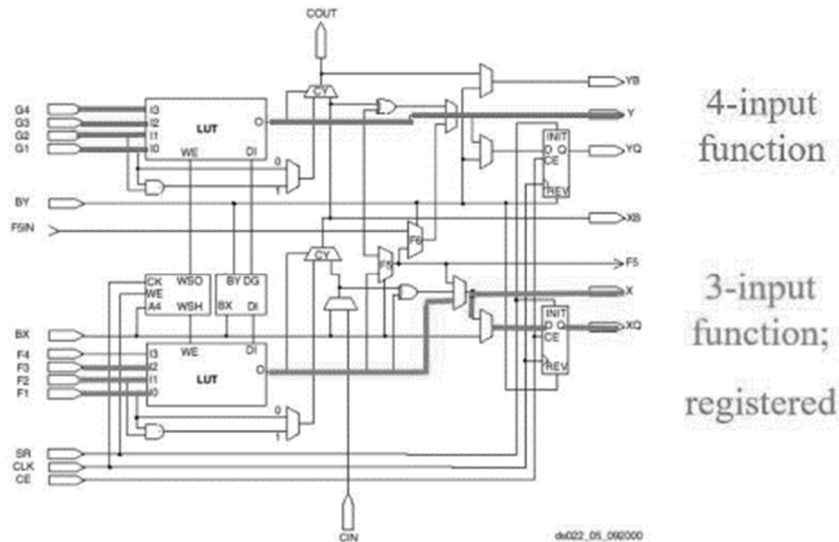 COUT
YB
CY
G4 I3
G3 I2 LUT O Y
G2 I1
G1 I0 INIT
WE DI D Q YQ
0 CE
1
REV
BY
XB
F5IN
F6
CY F5 F5
CK WSO BY DG
WE X
A4 WSH BX DI INIT
D Q XQ
BX CE
F4 I3 WE DI
F3 I2 REV
F2 I1 LUT O
F1 I0
0
1
SR
CLK
CE
CIN
ds022_05_092000
4-input
function
3-input
function;
registered